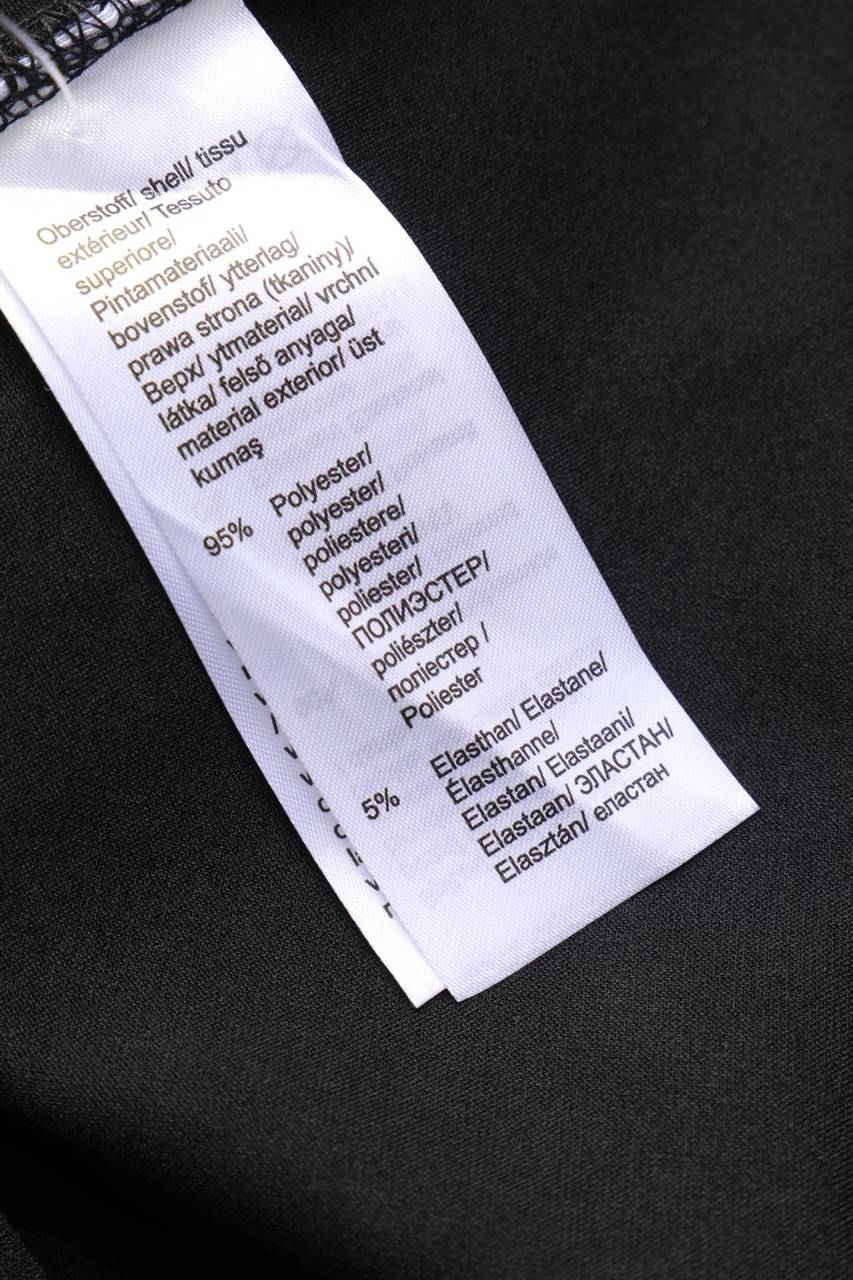 Oberstoff/ shell/ tissu
extérieur/ Tessuto
superiore/
Pintamateriaali/
bovenstof/ ytterlag/
prawa strona (tkaniny)/
Верх/ ytmaterial/ vrchní
látka/ felső anyaga/
material exterior/ üst
kumaş
95% Polyester/
polyester/
poliestere/
polyesteri/
poliester/
ПОЛИЭСТЕР/
poliészter/
поліестер /
Poliester
5% Elasthan/ Elastane/
Élasthanne/
Elastan/ Elastaani/
Elastaan/ ЭЛАСТАН/
Elasztán/ еластан